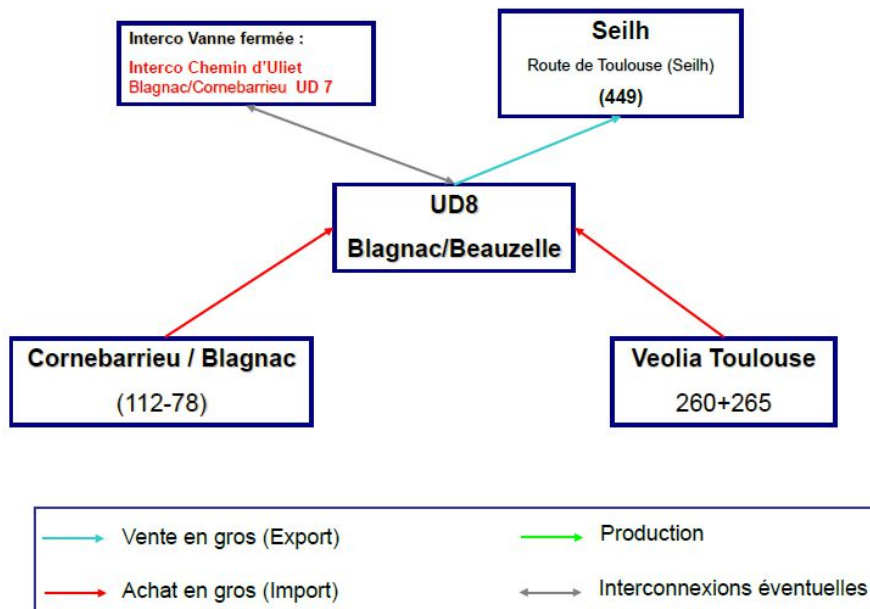 Interco Vanne fermée :
Interco Chemin d'Uliet
Blagnac/Cornebarrieu UD 7
Seilh
Route de Toulouse (Seilh)
(449)
UD8
Blagnac/Beauzelle
Cornebarrieu / Blagnac
(112-78)
Veolia Toulouse
260+265
Vente en gros (Export)
Production
Achat en gros (Import)
Interconnexions éventuelles